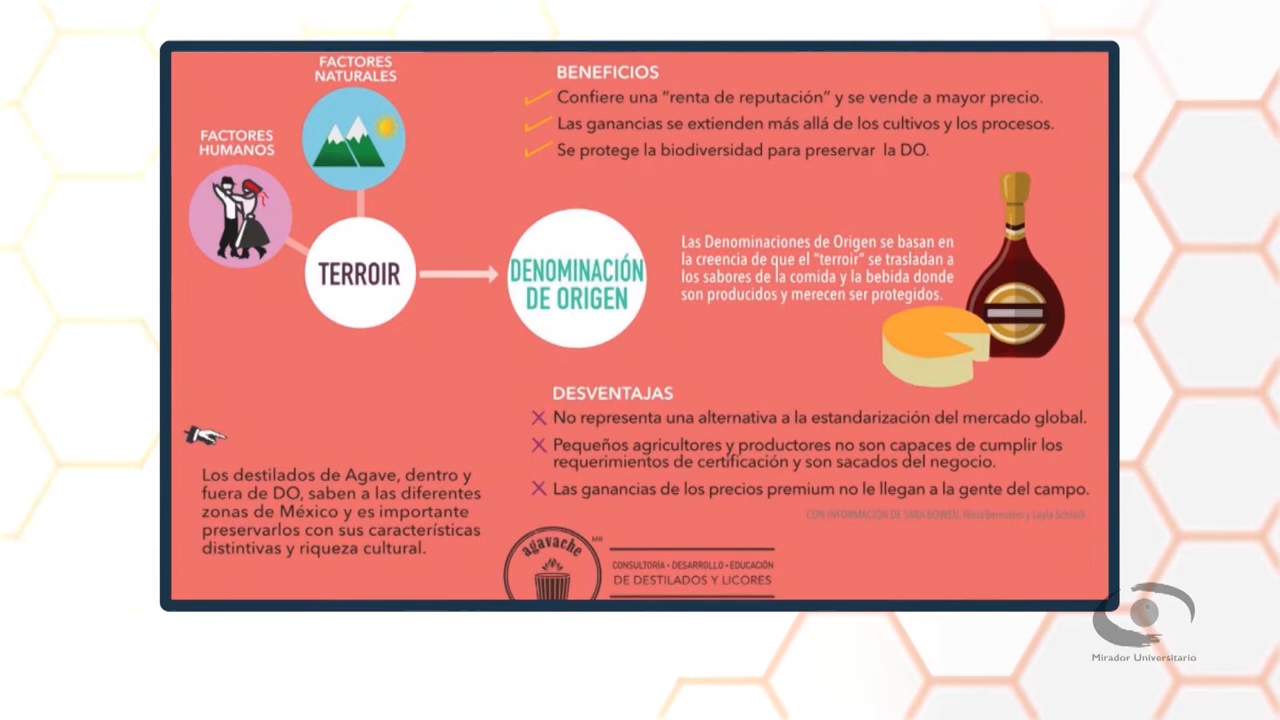 FACTORES
NATURALES
FACTORES
HUMANOS
TERROIR
DENOMINACIÓN
DE ORIGEN
BENEFICIOS
Confiere una “renta de reputación” y se vende a mayor precio.
Las ganancias se extienden más allá de los cultivos y los procesos.
Se protege la biodiversidad para preservar la DO.
Las Denominaciones de Origen se basan en
la creencia de que el "terroir" se trasladan a
los sabores de la comida y la bebida donde
son producidos y merecen ser protegidos.
DESVENTAJAS
No representa una alternativa a la estandarización del mercado global.
Pequeños agricultores y productores no son capaces de cumplir los
requerimientos de certificación y son sacados del negocio.
Las ganancias de los precios premium no le llegan a la gente del campo.
CON INFORMACIÓN DE SARA BOWEN,
Los destilados de Agave, dentro y
fuera de DO, saben a las diferentes
zonas de México y es importante
preservarlos con sus características
distintivas y riqueza cultural.
agavache
MR
CONSULTORÍA • DESARROLLO • EDUCACIÓN
DE DESTILADOS Y LICORES
Mirador Universitario